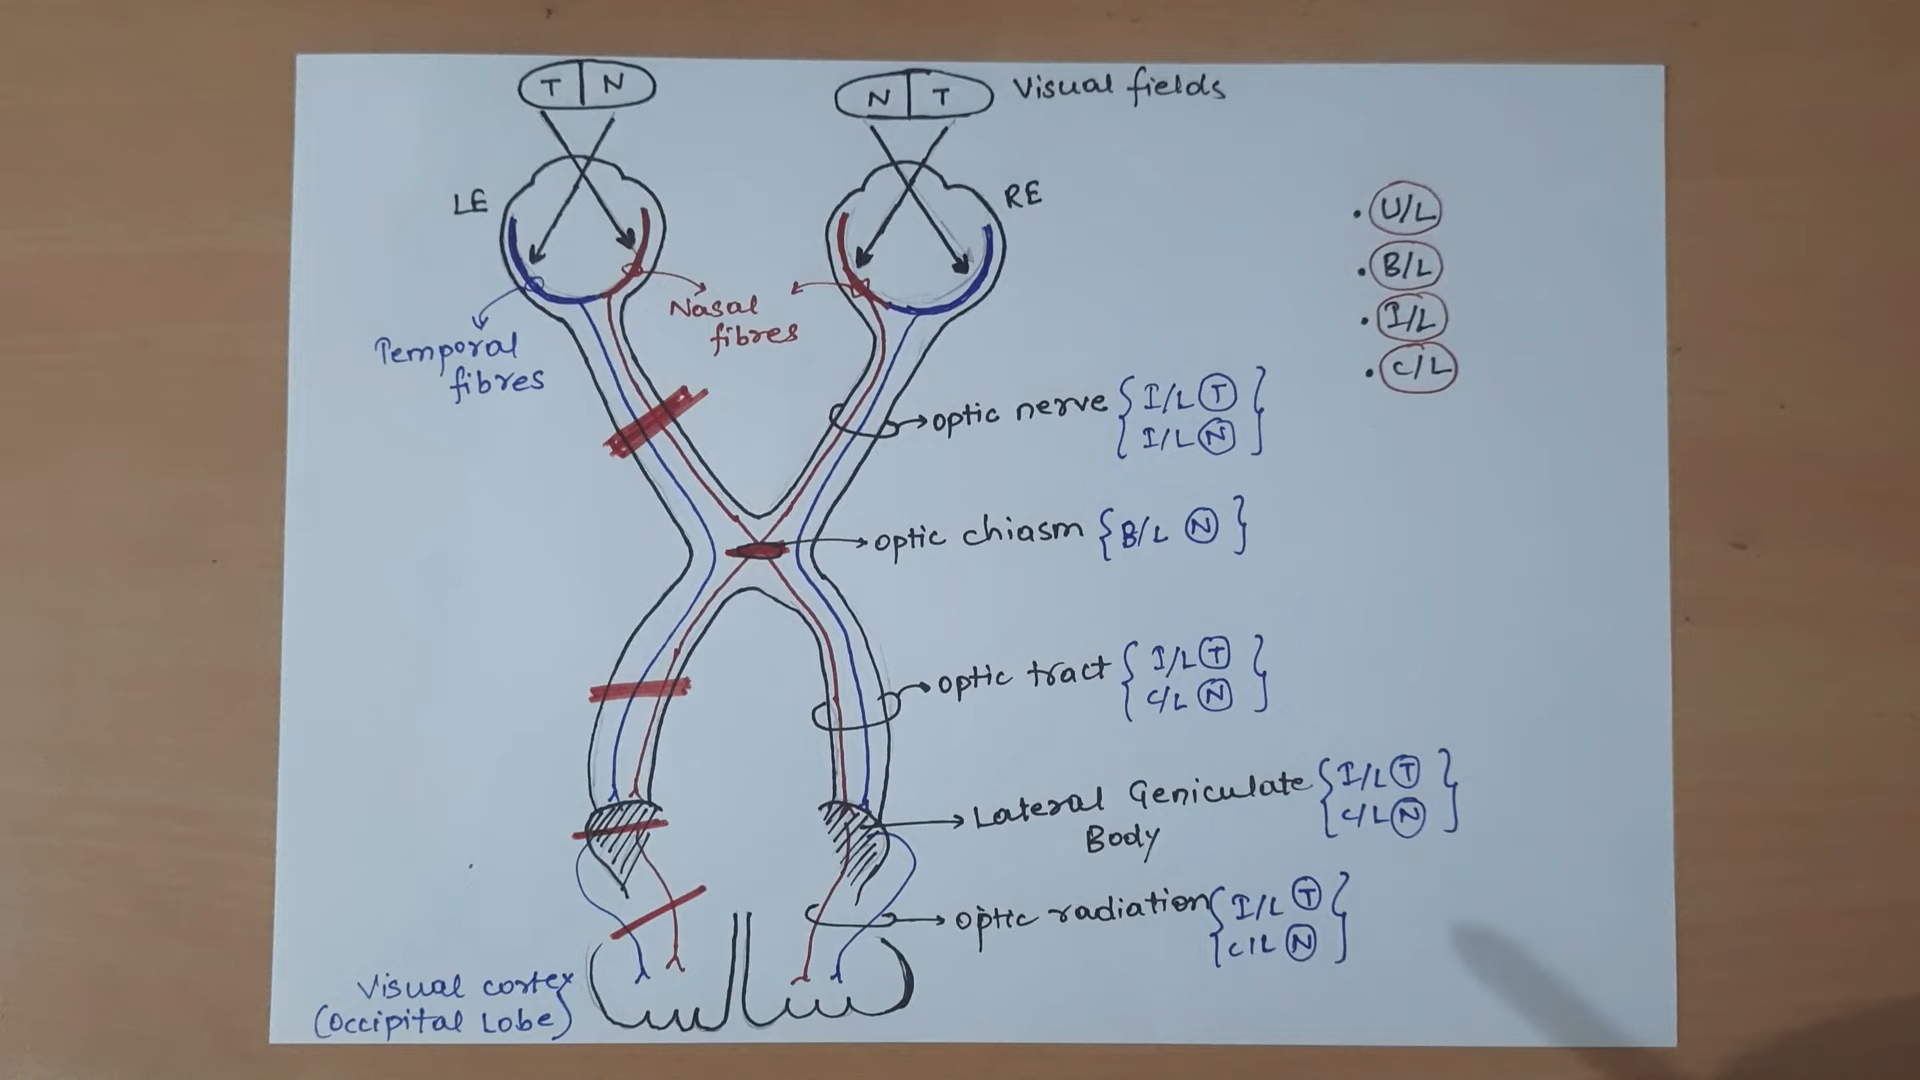 T N
N T
Visual fields
LE
RE
Temporal
fibres
Nasal
fibres
• U/L
• B/L
• I/L
• C/L
optic nerve { I/L T }
{ I/L N }
optic chiasm { B/L N }
optic tract { I/L T }
{ C/L N }
Lateral Geniculate { I/L T }
Body { C/L N }
optic radiation { I/L T }
{ C/L N }
Visual cortex
(Occipital Lobe)